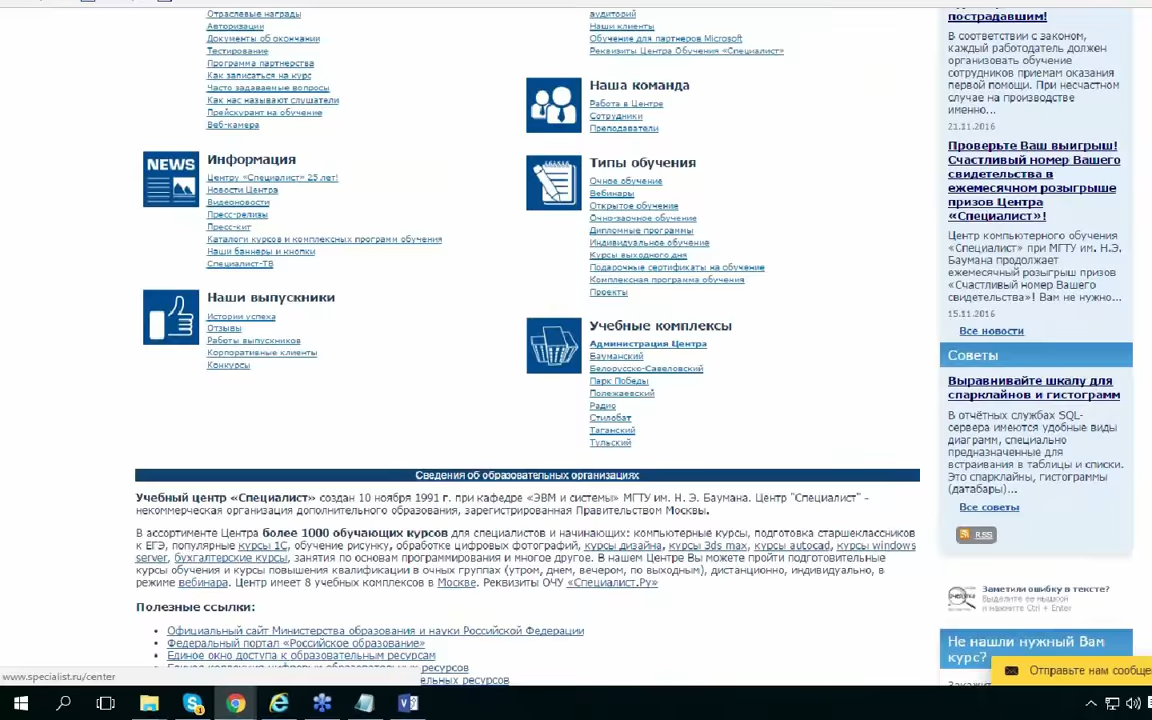 Отраслевые награды
Авторизации
Документы об окончании
Тестирование
Программа партнерства
Как записаться на курс
Часто задаваемые вопросы
Как нас называют слушатели
Прейскурант на обучение
Веб-камера
NEWS
Информация
Центру «Специалист» 25 лет!
Новости Центра
Видеоновости
Пресс-релизы
Пресс-кит
Каталоги курсов и комплексных программ обучения
Наши баннеры и кнопки
Специалист-ТВ
Наши выпускники
Истории успеха
Отзывы
Работы выпускников
Корпоративные клиенты
Конкурсы
аудиторий
Наши клиенты
Обучение для партнеров Microsoft
Реквизиты Центра Обучения «Специалист»
Наша команда
Работа в Центре
Сотрудники
Преподаватели
Типы обучения
Очное обучение
Вебинары
Открытое обучение
Очно-заочное обучение
Дипломные программы
Индивидуальное обучение
Курсы выходного дня
Подарочные сертификаты на обучение
Комплексная программа обучения
Проекты
Учебные комплексы
Администрация Центра
Бауманский
Белорусско-Савеловский
Парк Победы
Полежаевский
Радио
Стилобат
Таганский
Тульский
Сведения об образовательных организациях
Учебный центр «Специалист» создан 10 ноября 1991 г. при кафедре «ЭВМ и системы» МГТУ им. Н. Э. Баумана. Центр "Специалист" -
некоммерческая организация дополнительного образования, зарегистрированная Правительством Москвы.
В ассортименте Центра более 1000 обучающих курсов для специалистов и начинающих: компьютерные курсы, подготовка старшеклассников
к ЕГЭ, популярные курсы 1С, обучение рисунку, обработке цифровых фотографий, курсы дизайна, курсы 3ds max, курсы autocad, курсы windows
server, бухгалтерские курсы, занятия по основам программирования и многое другое. В нашем Центре Вы можете пройти подготовительные
курсы обучения и курсы повышения квалификации в очных группах (утром, днем, вечером, по выходным), дистанционно, индивидуально, в
режиме вебинара. Центр имеет 8 учебных комплексов в Москве. Реквизиты ОЧУ «Специалист.Ру»
Полезные ссылки:
• Официальный сайт Министерства образования и науки Российской Федерации
• Федеральный портал «Российское образование»
• Единое окно доступа к образовательным ресурсам
• Единая коллекция цифровых образовательных ресурсов
ельных ресурсов
www.specialist.ru/center
пострадавшим!
В соответствии с законом,
каждый работодатель должен
организовать обучение
сотрудников приемам оказания
первой помощи. При несчастном
случае на производстве
именно...
21.11.2016
Проверьте Ваш выигрыш!
Счастливый номер Вашего
свидетельства в
ежемесячном розыгрыше
призов Центра
«Специалист»!
Центр компьютерного обучения
«Специалист» при МГТУ им. Н.Э.
Баумана продолжает
ежемесячный розыгрыш призов
«Счастливый номер Вашего
свидетельства»! Вам не нужно...
15.11.2016
Все новости
Советы
Выравнивайте шкалу для
спарклайнов и гистограмм
В отчётных службах SQL-
сервера имеются удобные виды
диаграмм, специально
предназначенные для
встраивания в таблицы и списки.
Это спарклайны, гистограммы
(датабары)...
Все советы
RSS
Заметили ошибку в тексте?
Выделите ее мышкой
и нажмите Ctrl + Enter
Не нашли нужный Вам
курс?
Отправьте нам сообще